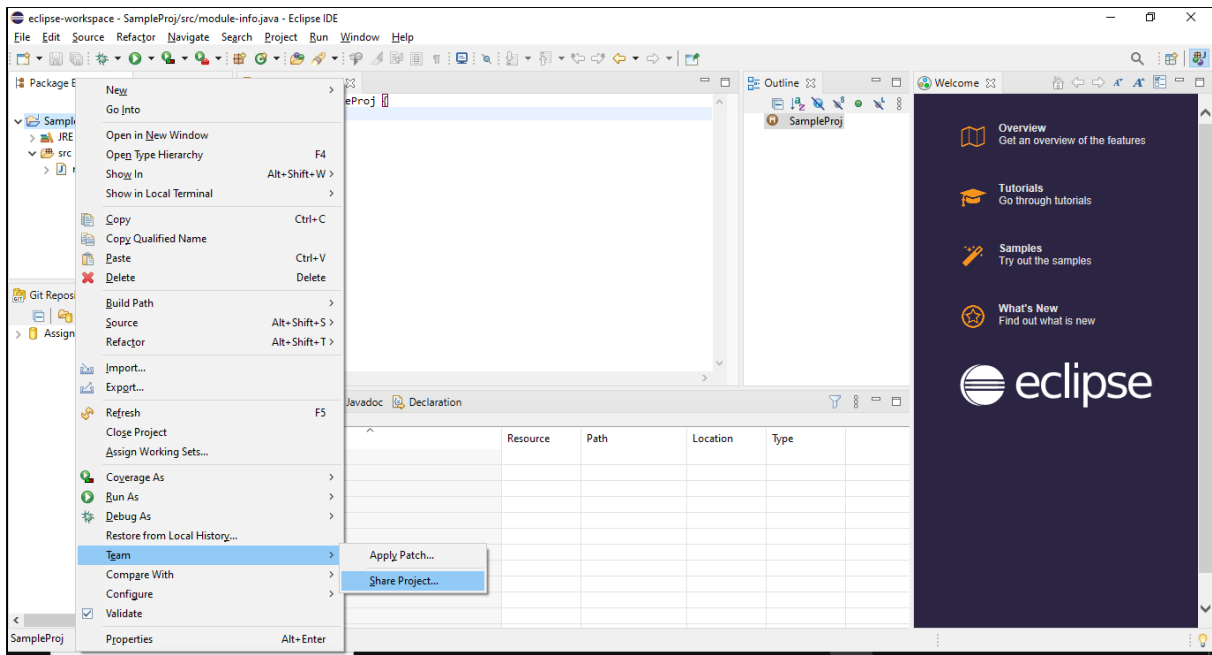 eclipse-workspace - SampleProj/src/module-info.java - Eclipse IDE
File Edit Source Refactor Navigate Search Project Run Window Help
Package E
Sampl
JRE
src
Git Reposi
Assign
New
Go Into
Open in New Window
Open Type Hierarchy F4
Show In Alt+Shift+W >
Show in Local Terminal
Copy Ctrl+C
Copy Qualified Name
Paste Ctrl+V
Delete Delete
Build Path
Source Alt+Shift+S >
Refactor Alt+Shift+T >
Import...
Export...
Refresh F5
Close Project
Assign Working Sets...
Coverage As
Run As
Debug As
Restore from Local History...
Team
Compare With
Configure
Validate
Properties Alt+Enter
Apply Patch...
Share Project...
eProj {
Javadoc Declaration
Resource Path Location Type
Outline
SampleProj
Welcome
Overview
Get an overview of the features
Tutorials
Go through tutorials
Samples
Try out the samples
What's New
Find out what is new
eclipse
SampleProj